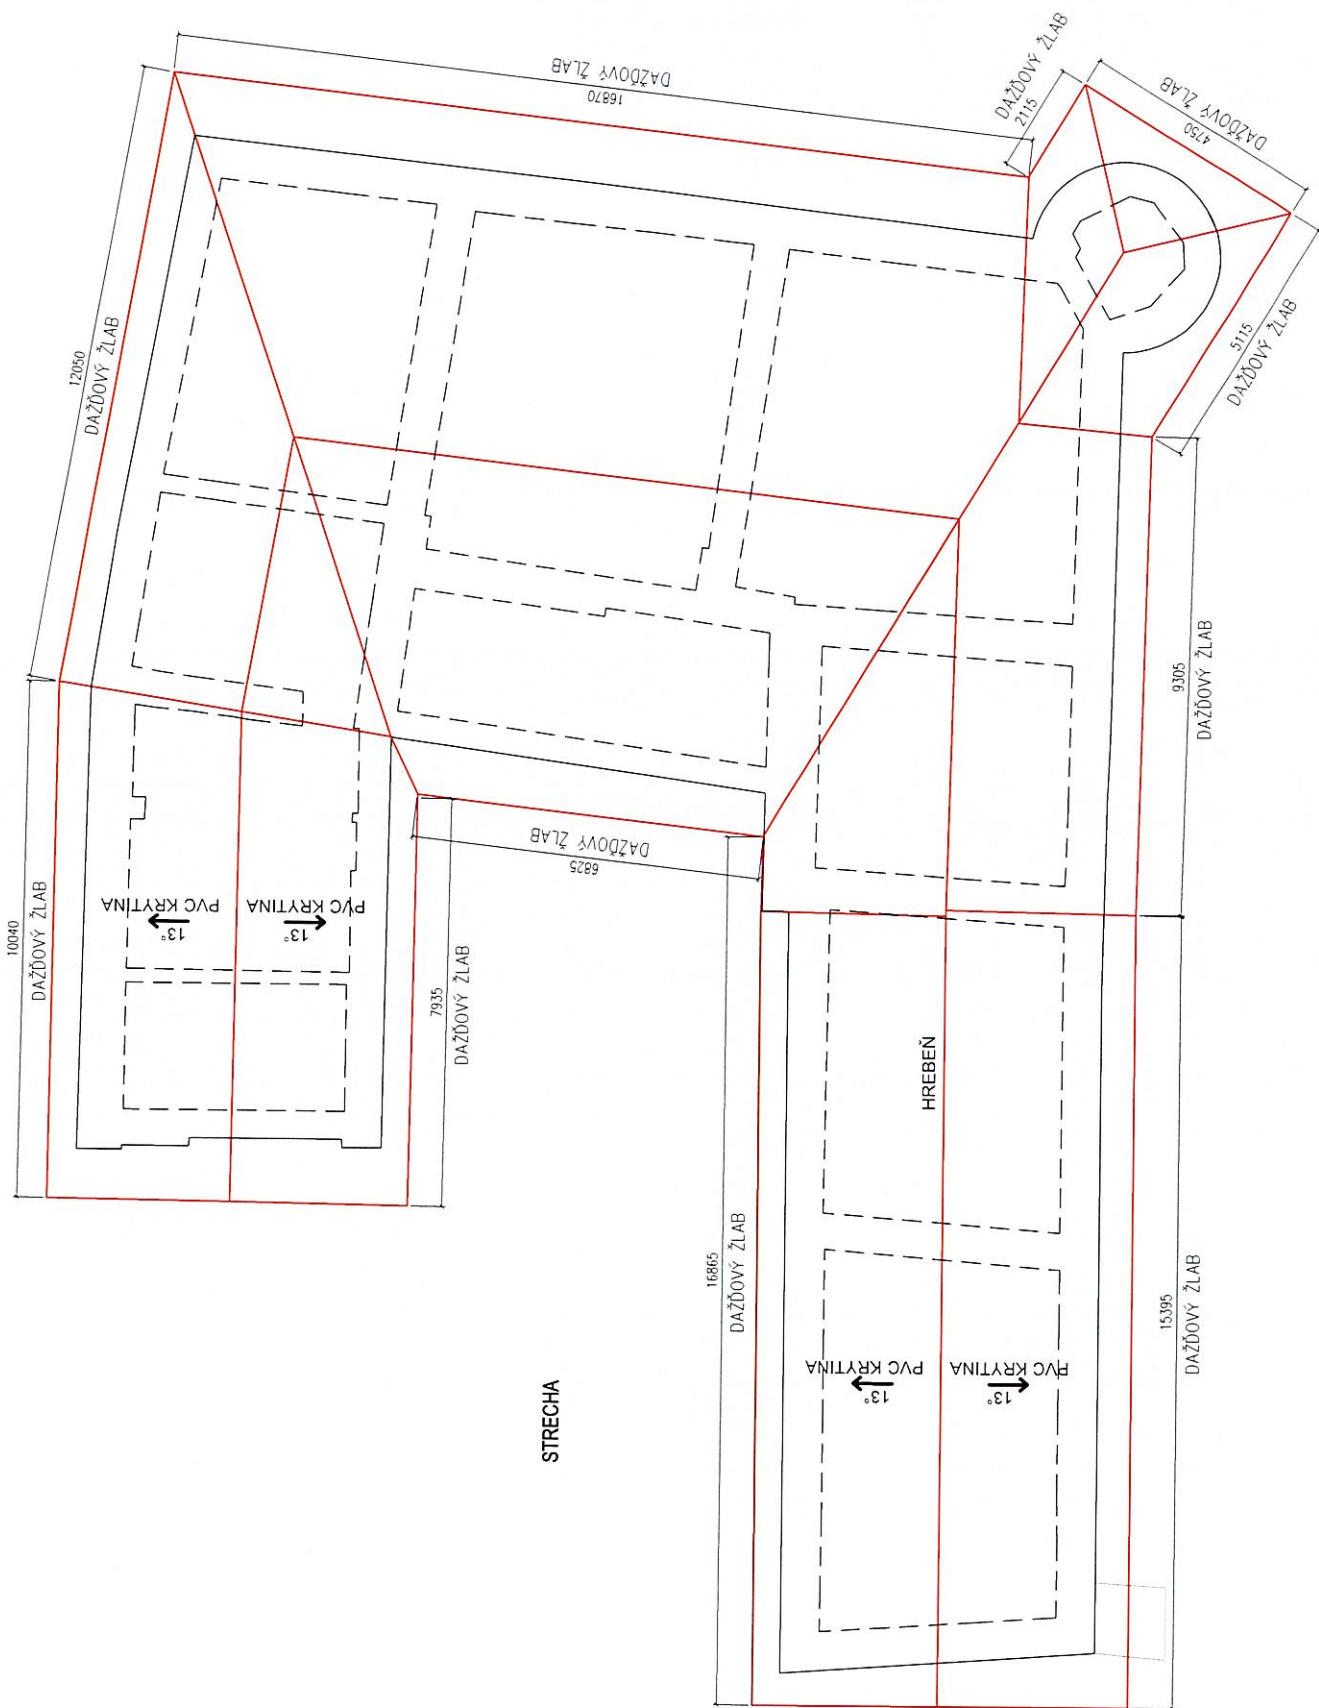 DAŽĎOVÝ ŽLAB
16870
DAŽĎOVÝ ŽLAB
2115
DAŽĎOVÝ ŽLAB
4750
12050
DAŽĎOVÝ ŽLAB
5115
DAŽĎOVÝ ŽLAB
9305
DAŽĎOVÝ ŽLAB
DAŽĎOVÝ ŽLAB
6825
10040
DAŽĎOVÝ ŽLAB
PVC KRYTINA
13°
PVC KRYTINA
13°
7935
DAŽĎOVÝ ŽLAB
HREBEŇ
16865
DAŽĎOVÝ ŽLAB
15395
DAŽĎOVÝ ŽLAB
PVC KRYTINA
13°
PVC KRYTINA
13°
STRECHA